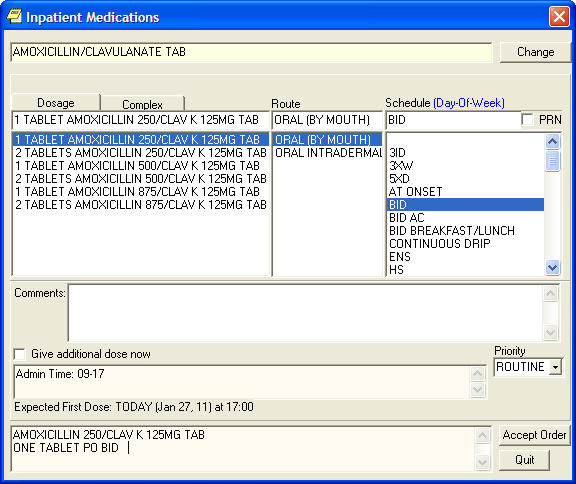 Inpatient Medications
AMOXICILLIN/CLAVULANATE TAB
Change
Dosage
Complex
Route
Schedule (Day-Of-Week)
1 TABLET AMOXICILLIN 250/CLAV K 125MG TAB
ORAL (BY MOUTH)
BID
PRN
1 TABLET AMOXICILLIN 250/CLAV K 125MG TAB
2 TABLETS AMOXICILLIN 250/CLAV K 125MG TAB
1 TABLET AMOXICILLIN 500/CLAV K 125MG TAB
2 TABLETS AMOXICILLIN 500/CLAV K 125MG TAB
1 TABLET AMOXICILLIN 875/CLAV K 125MG TAB
2 TABLETS AMOXICILLIN 875/CLAV K 125MG TAB
ORAL (BY MOUTH)
ORAL INTRADERMAL
3ID
3XW
5XD
AT ONSET
BID
BID AC
BID BREAKFAST/LUNCH
CONTINUOUS DRIP
ENS
HS
Comments:
Give additional dose now
Priority
ROUTINE
Admin Time: 09-17
Expected First Dose: TODAY (Jan 27, 11) at 17:00
AMOXICILLIN 250/CLAV K 125MG TAB
ONE TABLET PO BID
Accept Order
Quit